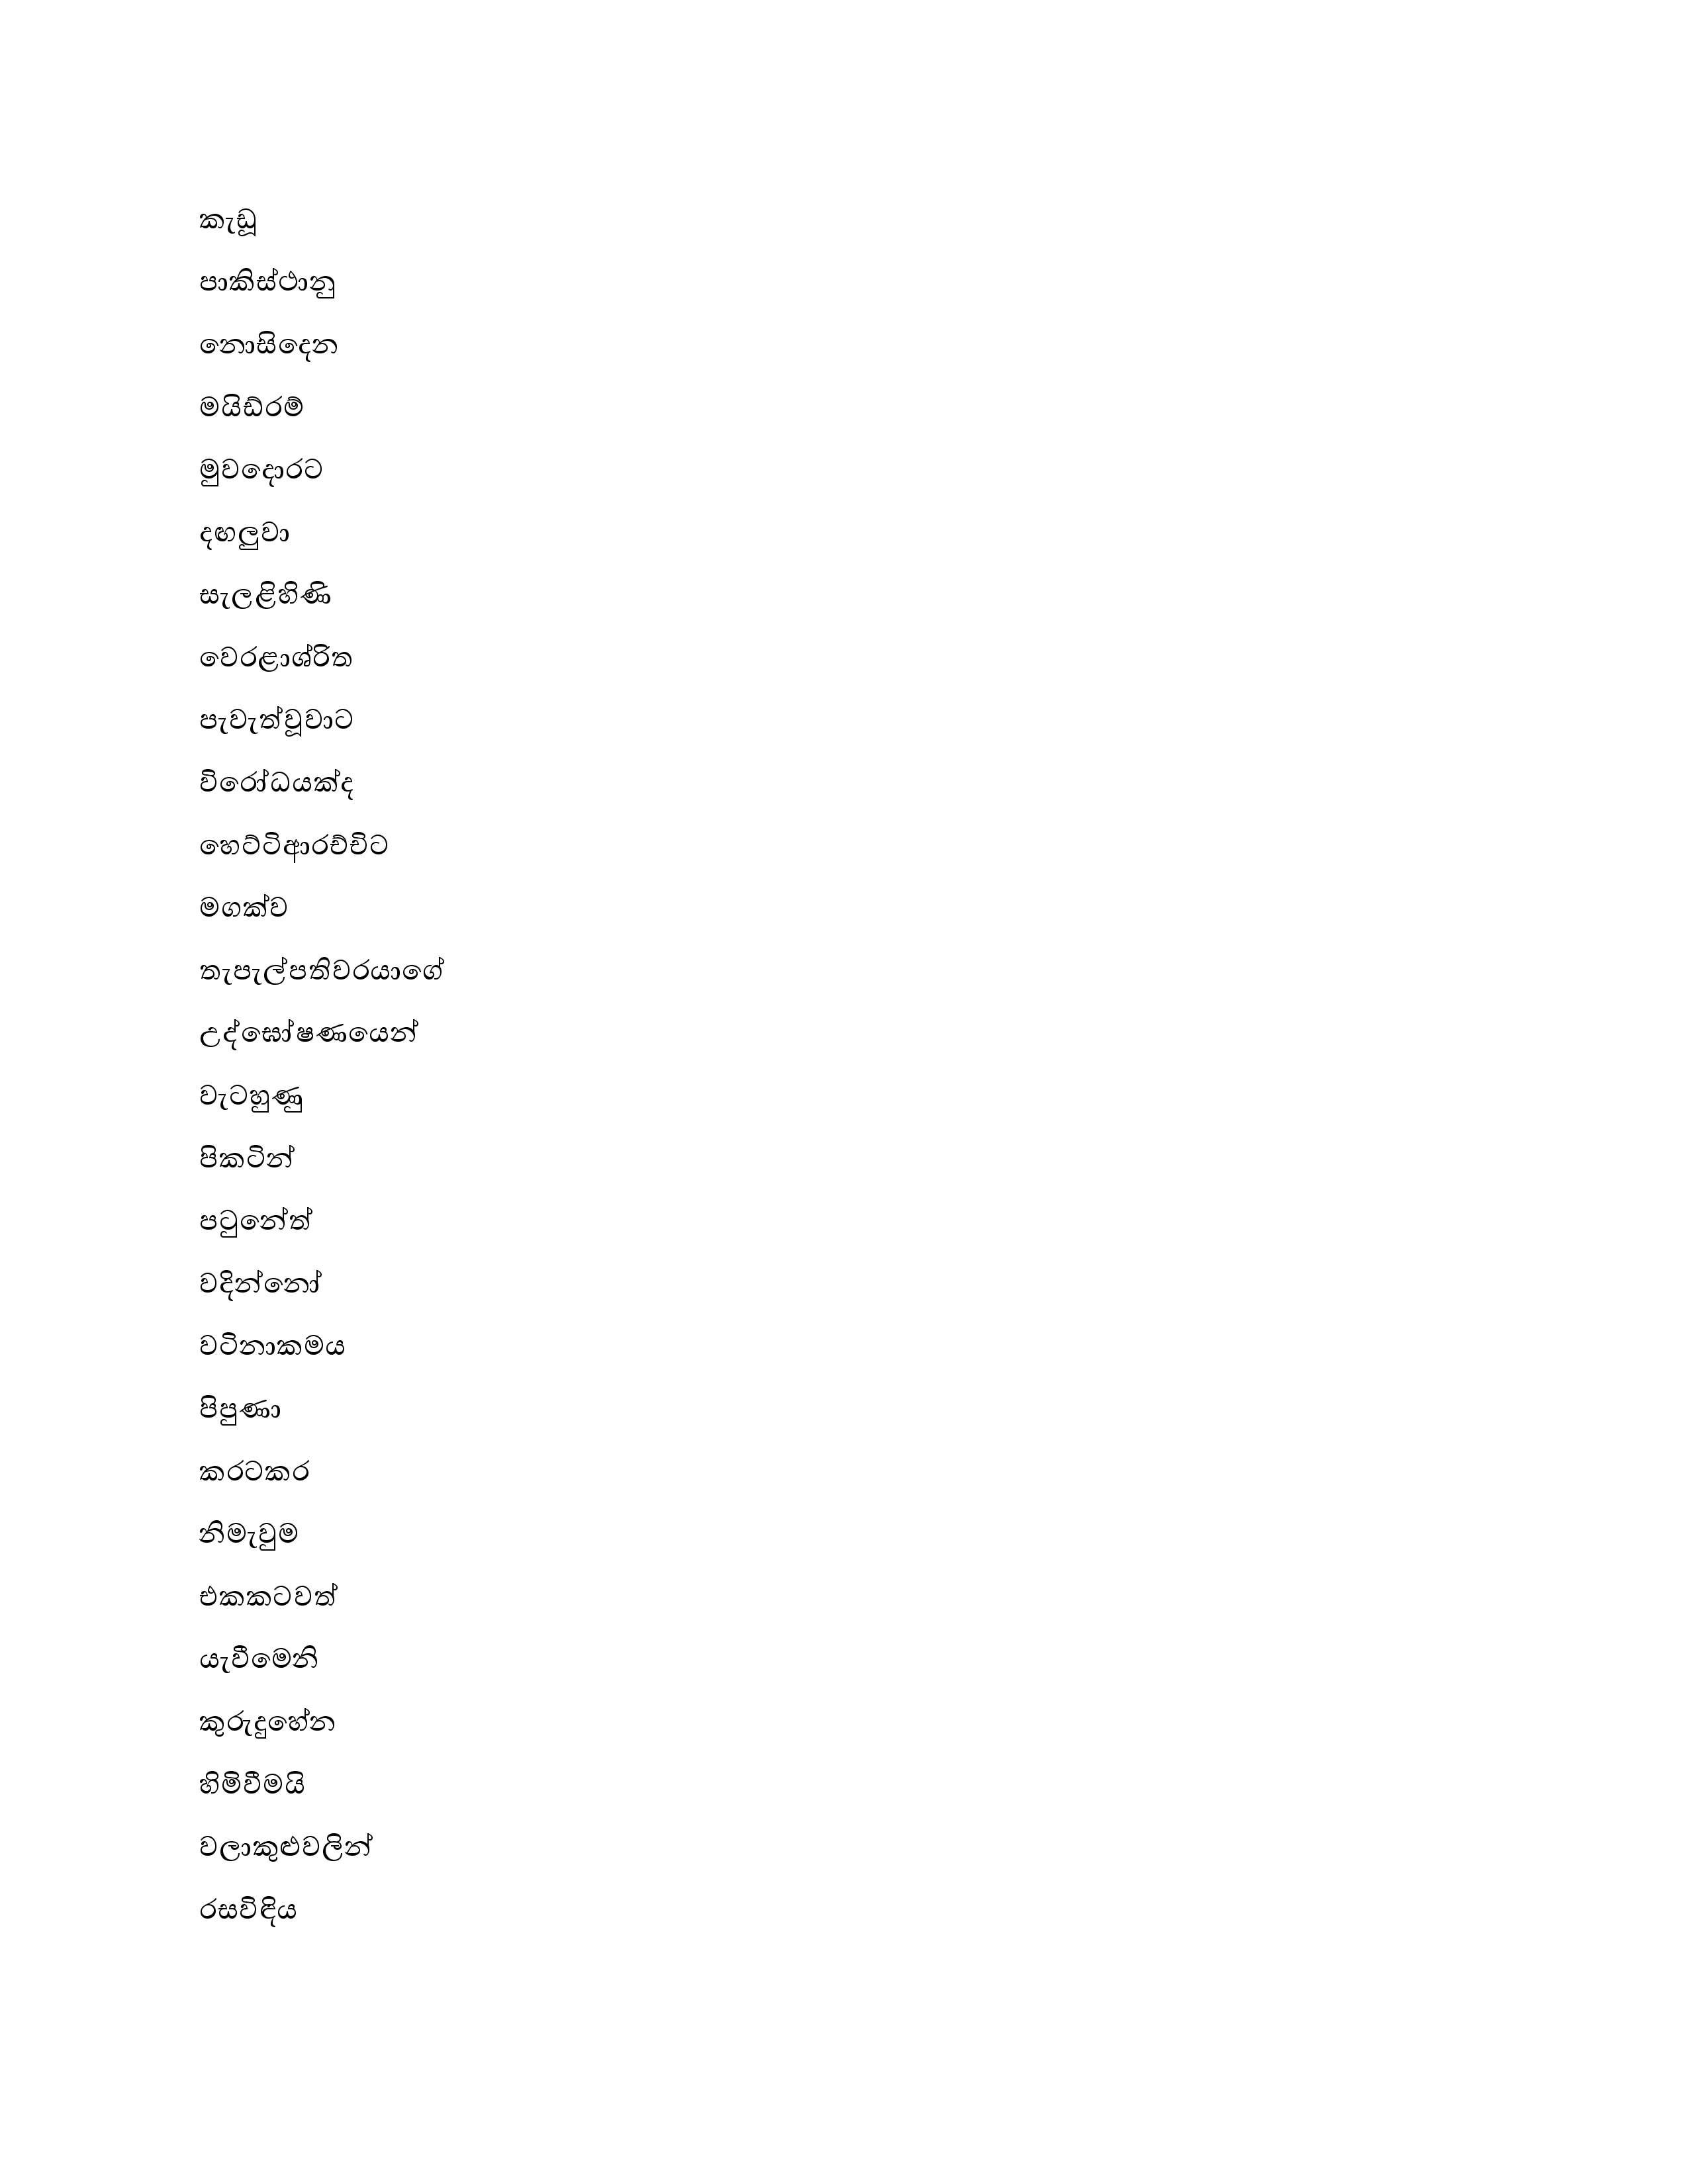 කැඩූ
පාකිස්ථානු
නොසිදෙන
මයිඩ්රම්
මුවදොරට
දඟලුවා
සැලළිහිණි
වෙරළාශ්රිත
පැවැත්වූවාට
විරෝධයක්ද
හෙට්ටිආරච්චිට
මගක්ව
තැපැල්පතිවරයාගේ
උද්ඝෝෂණයෙන්
වැටහුණු
පිකටින්
පටුනේත්
වදින්නෝ
වටිනාකමය
පිපුණා
කරටකර
නිමැවුම
එකකටවත්
යැවීමෙනි
කුරුදුහේන
හිමිවීමයි
වලාකුළුවලින්
රසවිඳිය